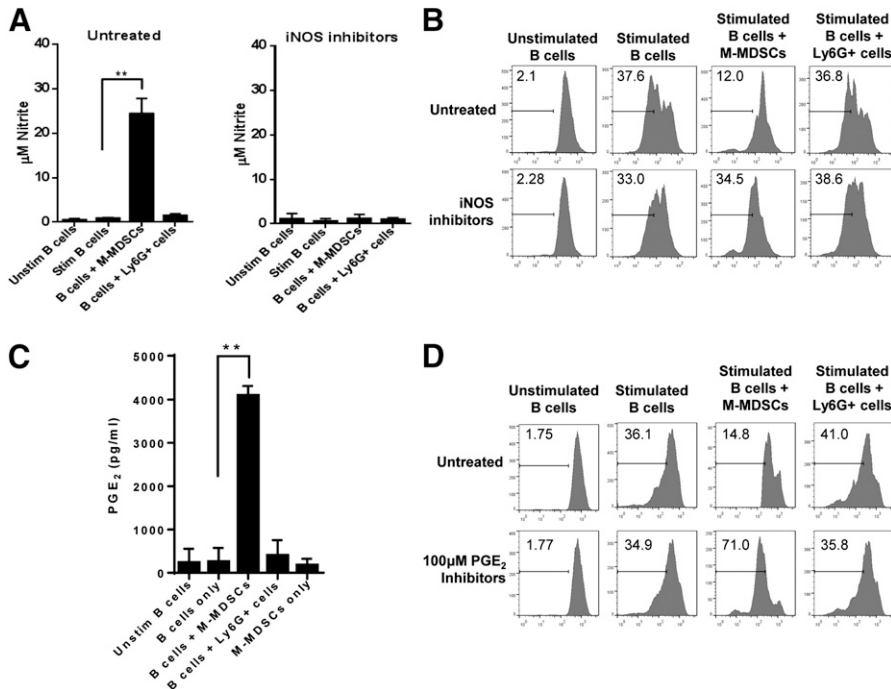 A
Untreated
μM Nitrite
40
30
20
10
0
**
Unstim B cells
Stim B cells
B cells + M-MDSCs
B cells + Ly6G+ cells
iNOS inhibitors
μM Nitrite
40
30
20
10
0
Unstim B cells
Stim B cells
B cells + M-MDSCs
B cells + Ly6G+ cells
B
Unstimulated
B cells
Stimulated
B cells
Stimulated
B cells +
M-MDSCs
Stimulated
B cells +
Ly6G+ cells
Untreated
2.1
37.6
12.0
36.8
iNOS
inhibitors
2.28
33.0
34.5
38.6
C
PGE2 (pg/ml)
5000
4000
3000
2000
1000
0
**
Unstim B cells
B cells only
B cells + M-MDSCs
B cells + Ly6G+ cells
M-MDSCs only
D
Unstimulated
B cells
Stimulated
B cells
Stimulated
B cells +
M-MDSCs
Stimulated
B cells +
Ly6G+ cells
Untreated
1.75
36.1
14.8
41.0
100μM PGE2
Inhibitors
1.77
34.9
71.0
35.8